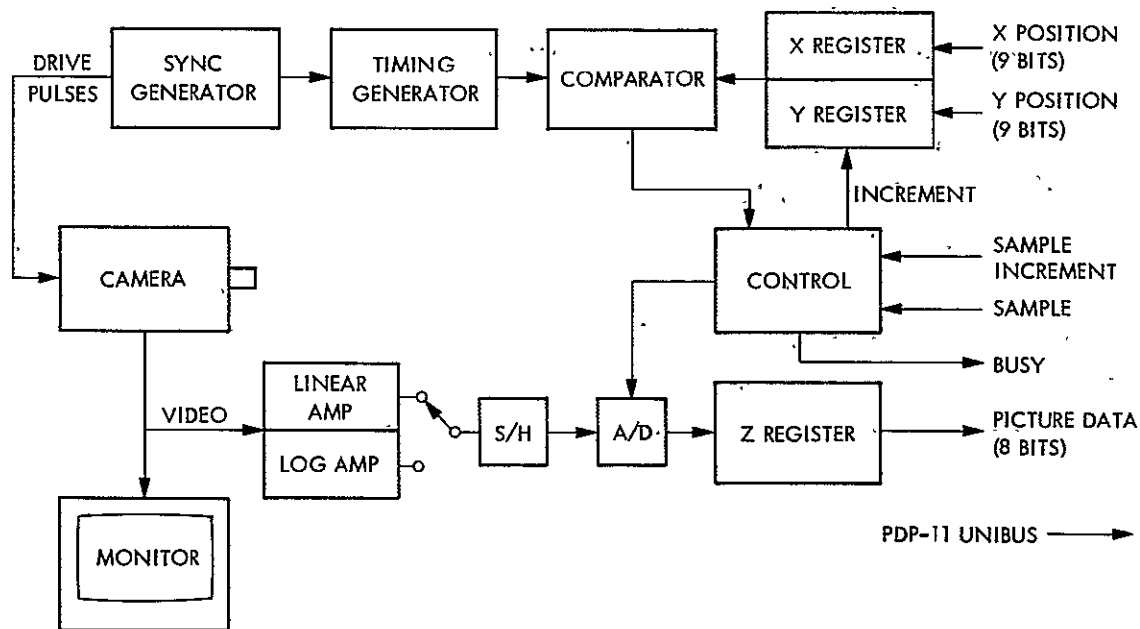 DRIVE
PULSES
SYNC
GENERATOR
TIMING
GENERATOR
COMPARATOR
X REGISTER
Y REGISTER
X POSITION
(9 BITS)
Y POSITION
(9 BITS)
INCREMENT
CAMERA
CONTROL
SAMPLE
INCREMENT
SAMPLE
BUSY
VIDEO
LINEAR
AMP
LOG AMP
S/H
A/D
Z REGISTER
PICTURE DATA
(8 BITS)
MONITOR
PDP-11 UNIBUS